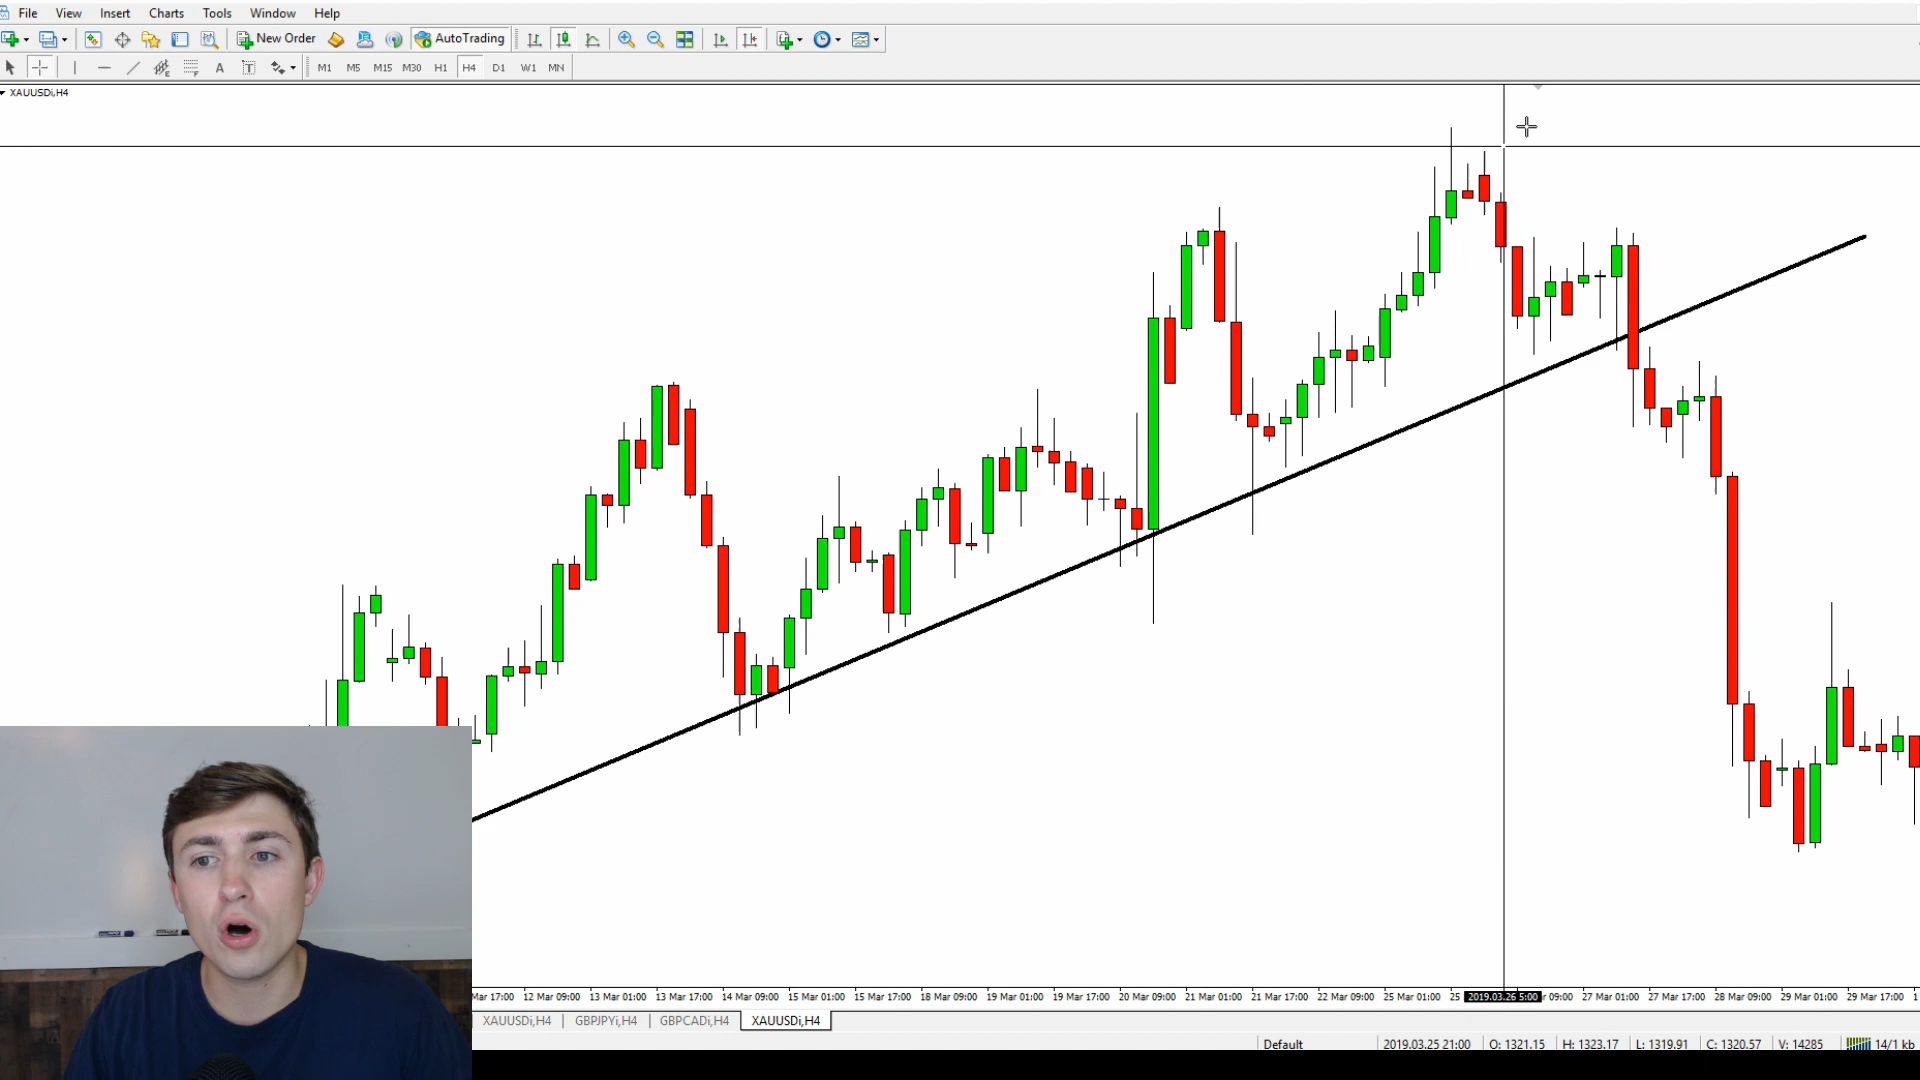 File View Insert Charts Tools Window Help
New Order AutoTrading
A T M1 M5 M15 M30 H1 H4 D1 W1 MN
XAUUSDi,H4
Mar 17:00 12 Mar 09:00 13 Mar 01:00 13 Mar 17:00 14 Mar 09:00 15 Mar 01:00 15 Mar 17:00 18 Mar 09:00 19 Mar 01:00 19 Mar 17:00 20 Mar 09:00 21 Mar 01:00 21 Mar 17:00 22 Mar 09:00 25 Mar 01:00 25 2019.03.26 5:00 r 09:00 27 Mar 01:00 27 Mar 17:00 28 Mar 09:00 29 Mar 01:00 29 Mar 17:00 1
XAUUSDi,H4 GBPJPYi,H4 GBPCADi,H4 XAUUSDi,H4
Default 2019.03.25 21:00 O: 1321.15 H: 1323.17 L: 1319.91 C: 1320.57 V: 14285 14/1 kb